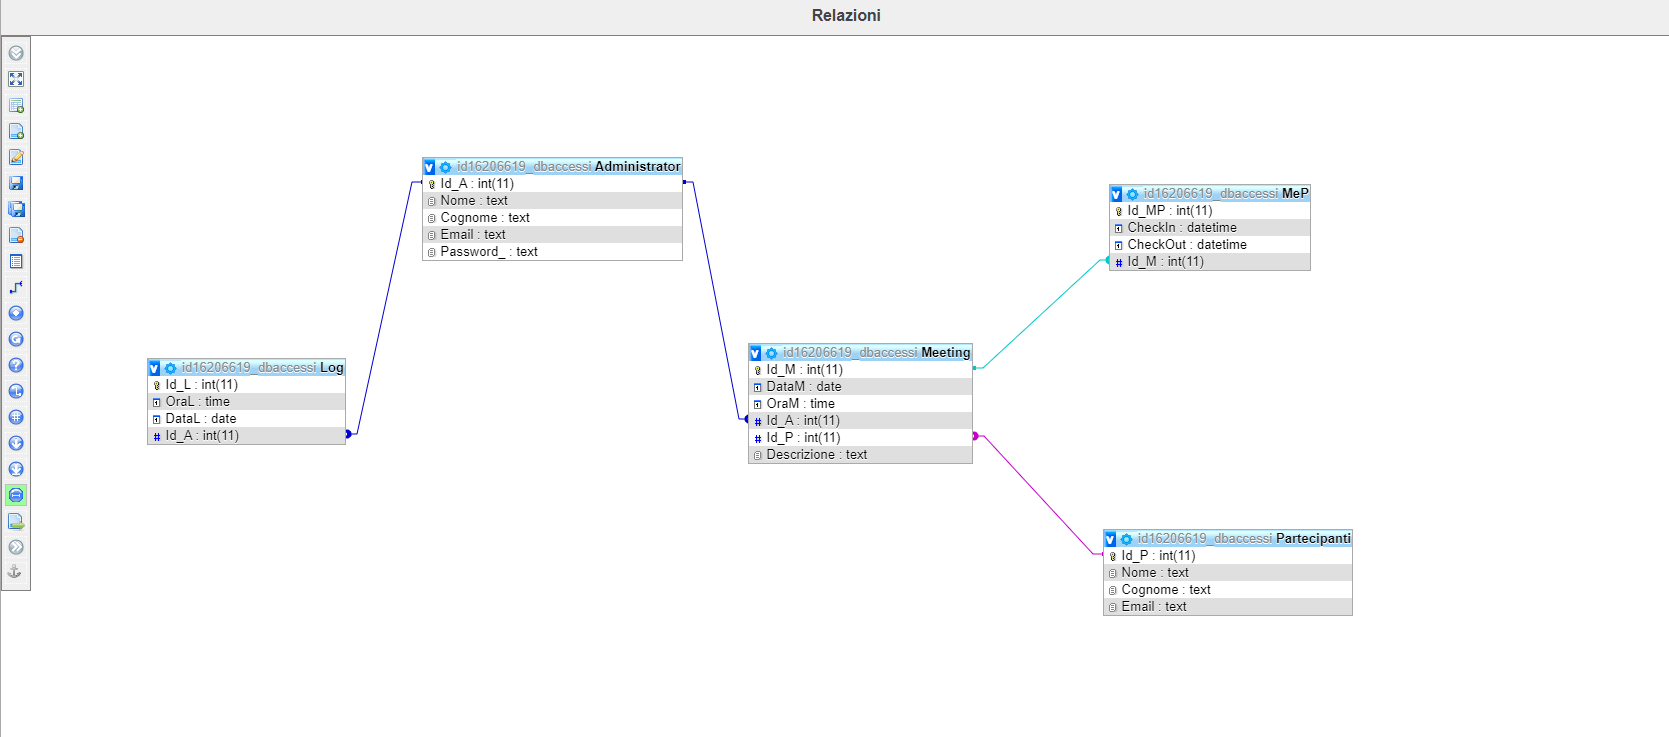 Relazioni
id16206619_dbaccessi Administrator
Id_A : int(11)
Nome : text
Cognome : text
Email : text
Password_ : text
id16206619_dbaccessi MeP
Id_MP : int(11)
CheckIn : datetime
CheckOut : datetime
Id_M : int(11)
id16206619_dbaccessi Log
Id_L : int(11)
OraL : time
DataL : date
Id_A : int(11)
id16206619_dbaccessi Meeting
Id_M : int(11)
DataM : date
OraM : time
Id_A : int(11)
Id_P : int(11)
Descrizione : text
id16206619_dbaccessi Partecipanti
Id_P : int(11)
Nome : text
Cognome : text
Email : text